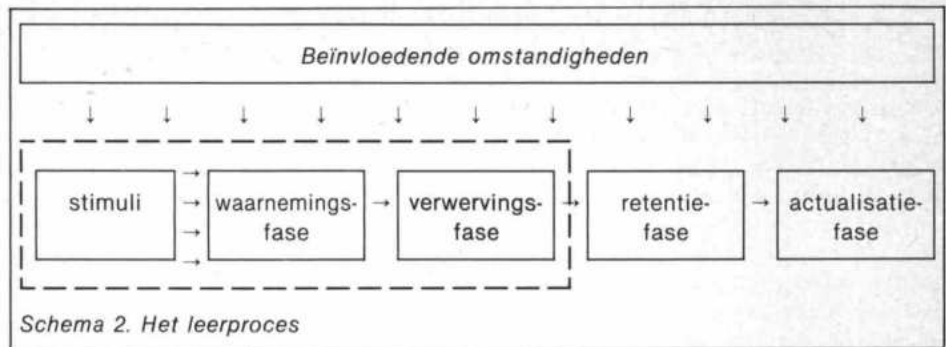 Beïnvloedende omstandigheden
↓ ↓ ↓ ↓ ↓ ↓ ↓ ↓ ↓ ↓ ↓
stimuli → → → → waarnemings-
fase → verwervings-
fase → retentie-
fase → actualisatie-
fase
Schema 2. Het leerproces